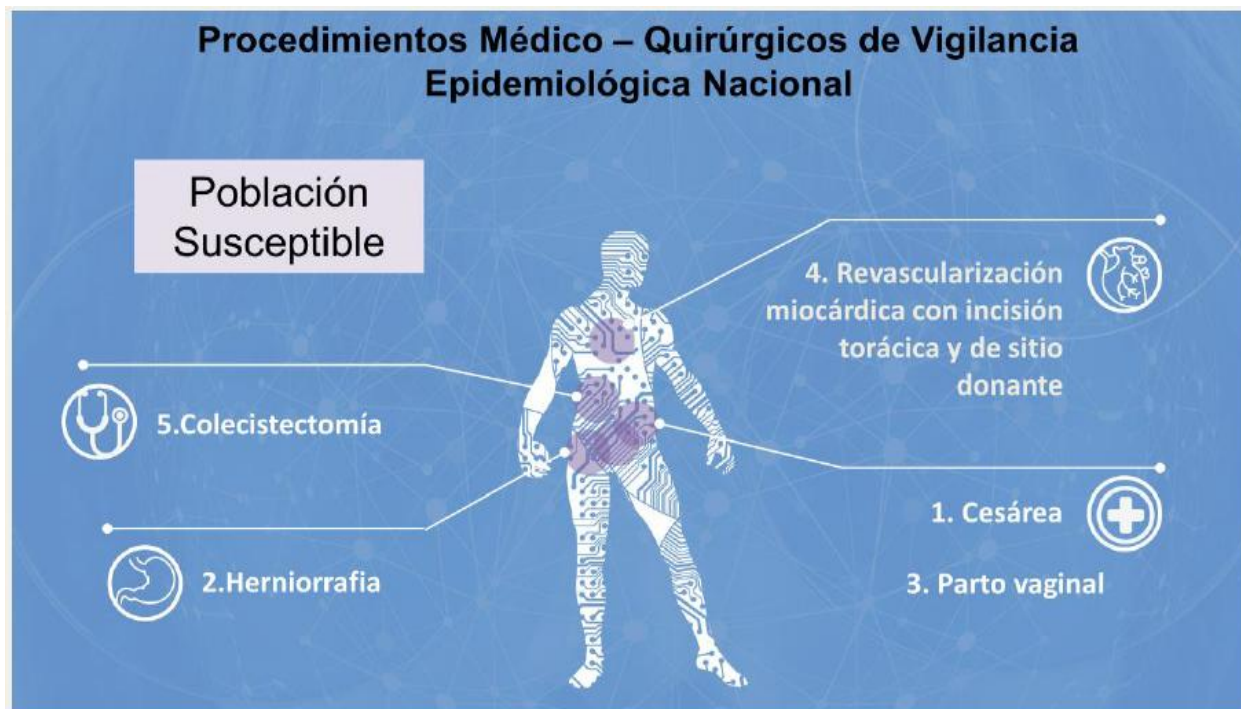 Procedimientos Médico – Quirúrgicos de Vigilancia
Epidemiológica Nacional
Población
Susceptible
4. Revascularización
miocárdica con incisión
torácica y de sitio
donante
5.Colecistectomía
1. Cesárea
2.Herniorrafia
3. Parto vaginal